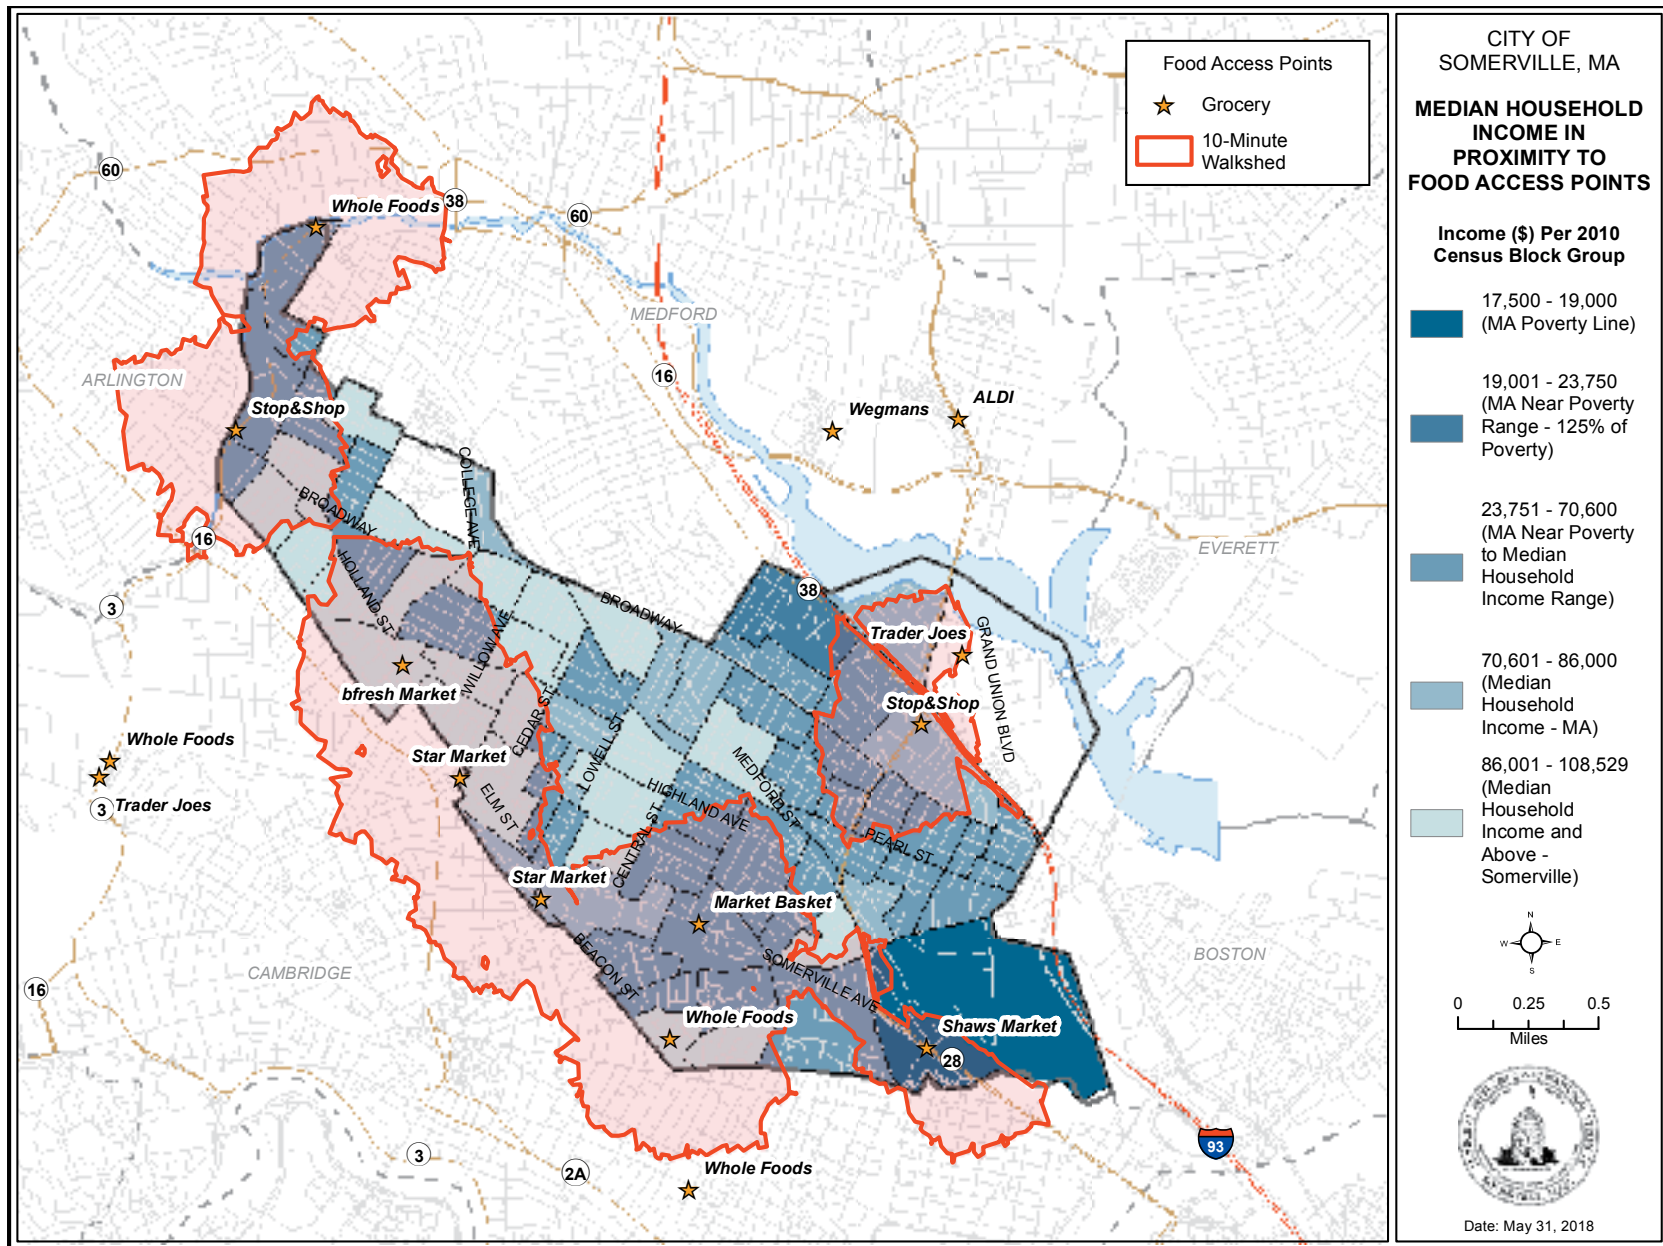 CITY OF
SOMERVILLE, MA
MEDIAN HOUSEHOLD
INCOME IN
PROXIMITY TO
FOOD ACCESS POINTS
Income ($) Per 2010
Census Block Group
17,500 - 19,000
(MA Poverty Line)
19,001 - 23,750
(MA Near Poverty
Range - 125% of
Poverty)
23,751 - 70,600
(MA Near Poverty
to Median
Household
Income Range)
70,601 - 86,000
(Median
Household
Income - MA)
86,001 - 108,529
(Median
Household
Income and
Above -
Somerville)
N
W
E
S
0
0.25
0.5
Miles
Date: May 31, 2018
Food Access Points
Grocery
10-Minute
Walkshed
60
Whole Foods
38
60
MEDFORD
16
ARLINGTON
Stop&Shop
Wegmans
ALDI
COLLEGE AVE
BROADWAY
16
EVERETT
HOLLAND ST
38
3
BROADWAY
Trader Joes
GRAND UNION BLVD
WILLOW AVE
bfresh Market
Stop&Shop
CEDAR ST
LOWELL ST
Whole Foods
Star Market
MEDFORD ST
3
Trader Joes
ELM ST
HIGHLAND AVE
CENTRAL ST
PEARL ST
Star Market
Market Basket
BEACON ST
SOMERVILLE AVE
BOSTON
CAMBRIDGE
16
Whole Foods
Shaws Market
28
3
2A
Whole Foods
93